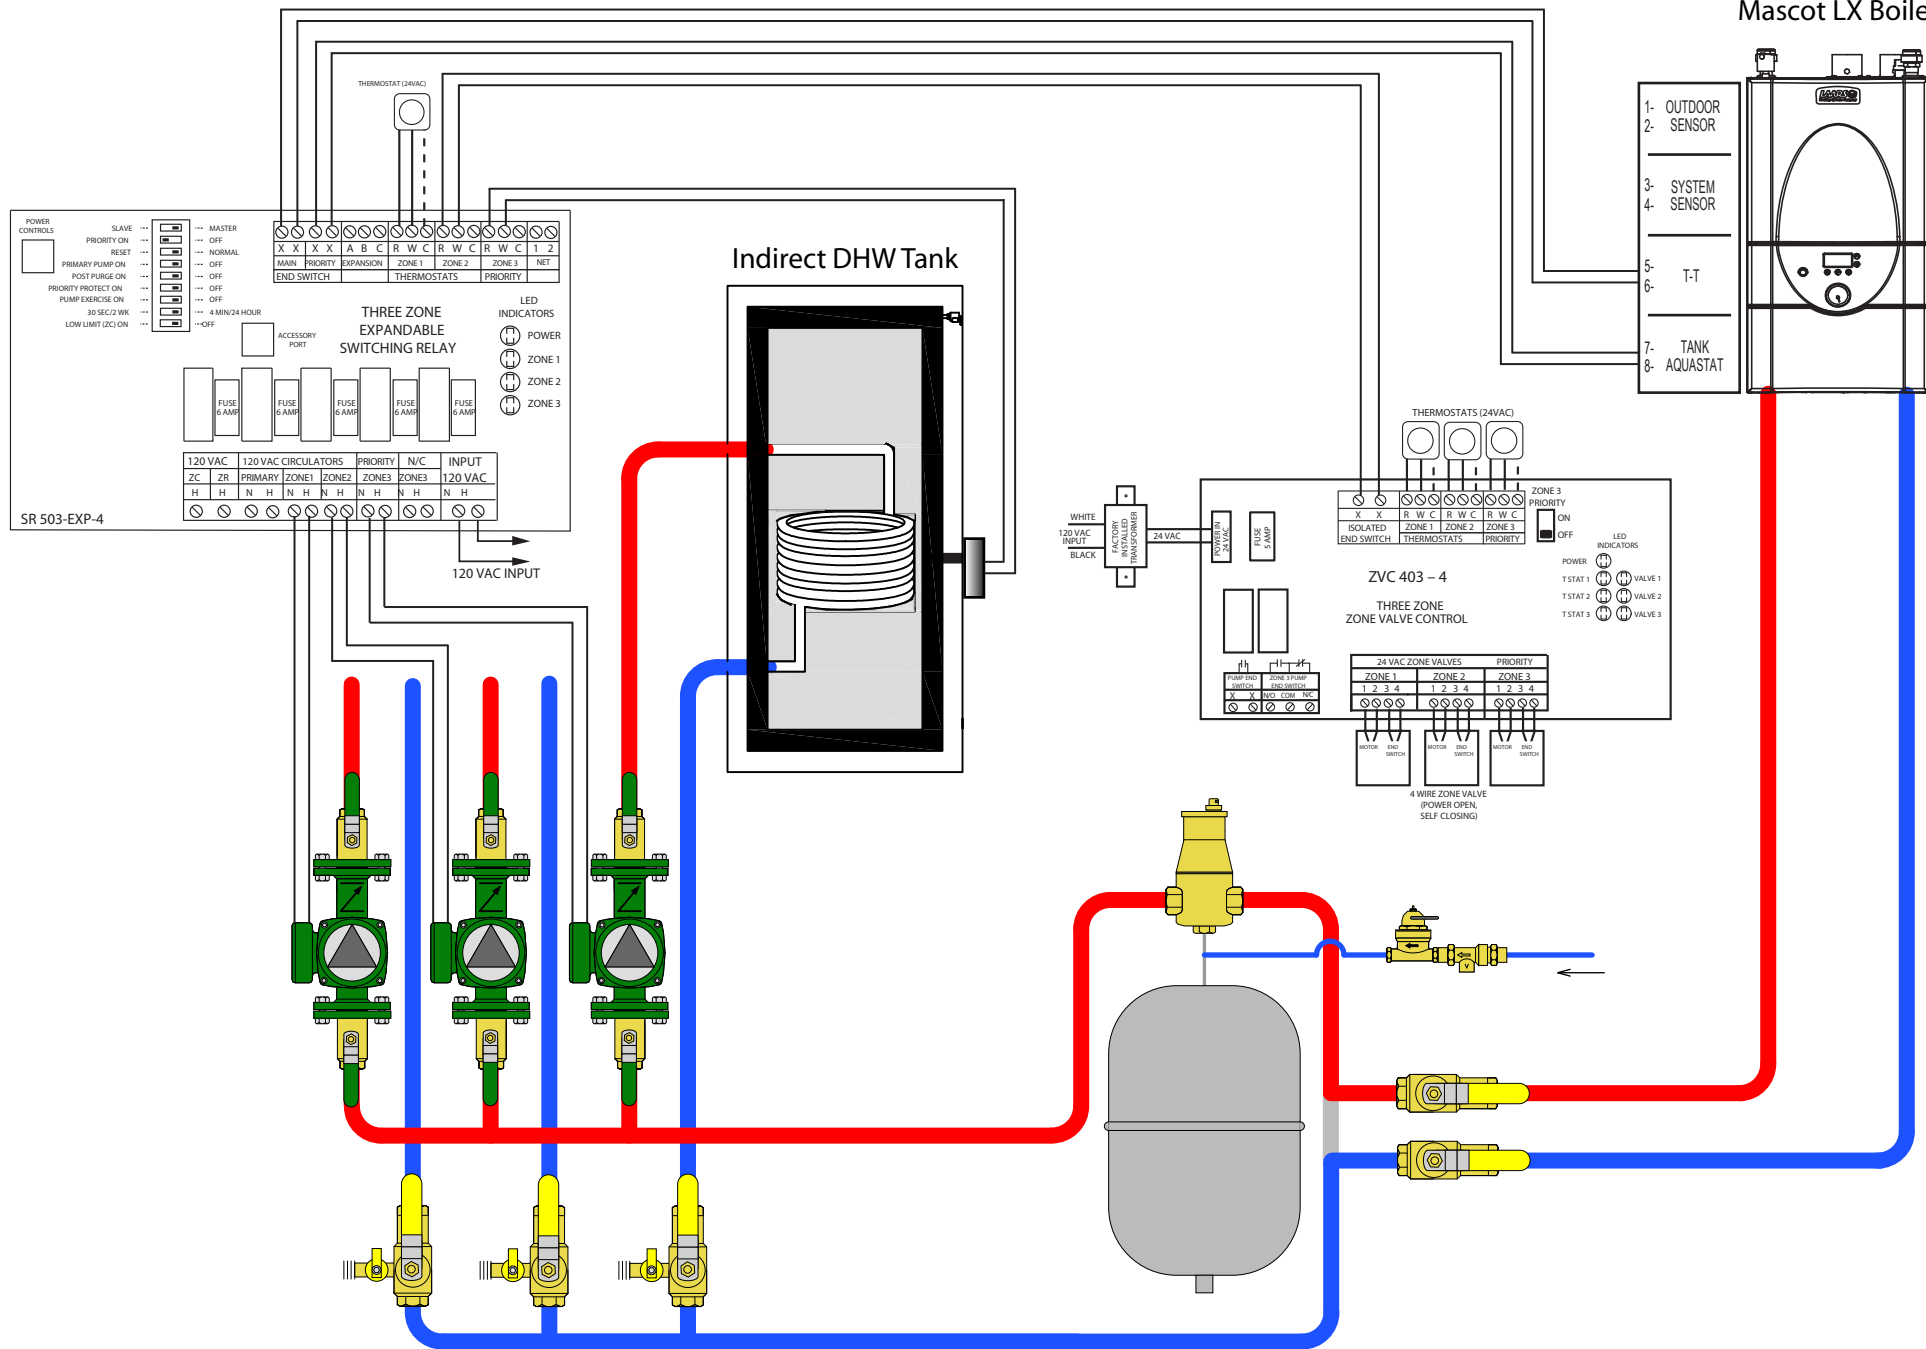 Mascot LX Boile
THERMOSTAT (24VAC)
1- OUTDOOR
2- SENSOR
3- SYSTEM
4- SENSOR
5- T-T
6-
7- TANK
8- AQUASTAT
LAARS
POWER
CONTROLS
SLAVE MASTER
PRIORITY ON OFF
RESET NORMAL
PRIMARY PUMP ON OFF
POST PURGE ON OFF
PRIORITY PROTECT ON OFF
PUMP EXERCISE ON OFF
30 SEC/2 WK 4 MIN/24 HOUR
LOW LIMIT (ZC) ON OFF
X X X X A B C R W C R W C R W C 1 2
MAIN PRIORITY EXPANSION ZONE 1 ZONE 2 ZONE 3 NET
END SWITCH THERMOSTATS PRIORITY
THREE ZONE
EXPANDABLE
SWITCHING RELAY
ACCESSORY
PORT
LED
INDICATORS
POWER
ZONE 1
ZONE 2
ZONE 3
FUSE
6 AMP
FUSE
6 AMP
FUSE
6 AMP
FUSE
6 AMP
FUSE
6 AMP
120 VAC 120 VAC CIRCULATORS PRIORITY N/C INPUT
ZC ZR PRIMARY ZONE1 ZONE2 ZONE3 ZONE3 120 VAC
H H N H N H N H N H N H N H
SR 503-EXP-4
120 VAC INPUT
Indirect DHW Tank
THERMOSTATS (24VAC)
WHITE
120 VAC
INPUT
BLACK
FACTORY
INSTALLED
TRANSFORMER
24 VAC
POWER IN
24 VAC
FUSE
5 AMP
X X R W C R W C R W C
ISOLATED ZONE 1 ZONE 2 ZONE 3
END SWITCH THERMOSTATS PRIORITY
ZONE 3
PRIORITY
ON
OFF
LED
INDICATORS
POWER
T STAT 1 VALVE 1
T STAT 2 VALVE 2
T STAT 3 VALVE 3
ZVC 403 – 4
THREE ZONE
ZONE VALVE CONTROL
PUMP END
SWITCH
X X
ZONE 3 PUMP
END SWITCH
N/O COM N/C
24 VAC ZONE VALVES PRIORITY
ZONE 1 ZONE 2 ZONE 3
1 2 3 4 1 2 3 4 1 2 3 4
MOTOR END
SWITCH
MOTOR END
SWITCH
MOTOR END
SWITCH
4 WIRE ZONE VALVE
(POWER OPEN,
SELF CLOSING)
V